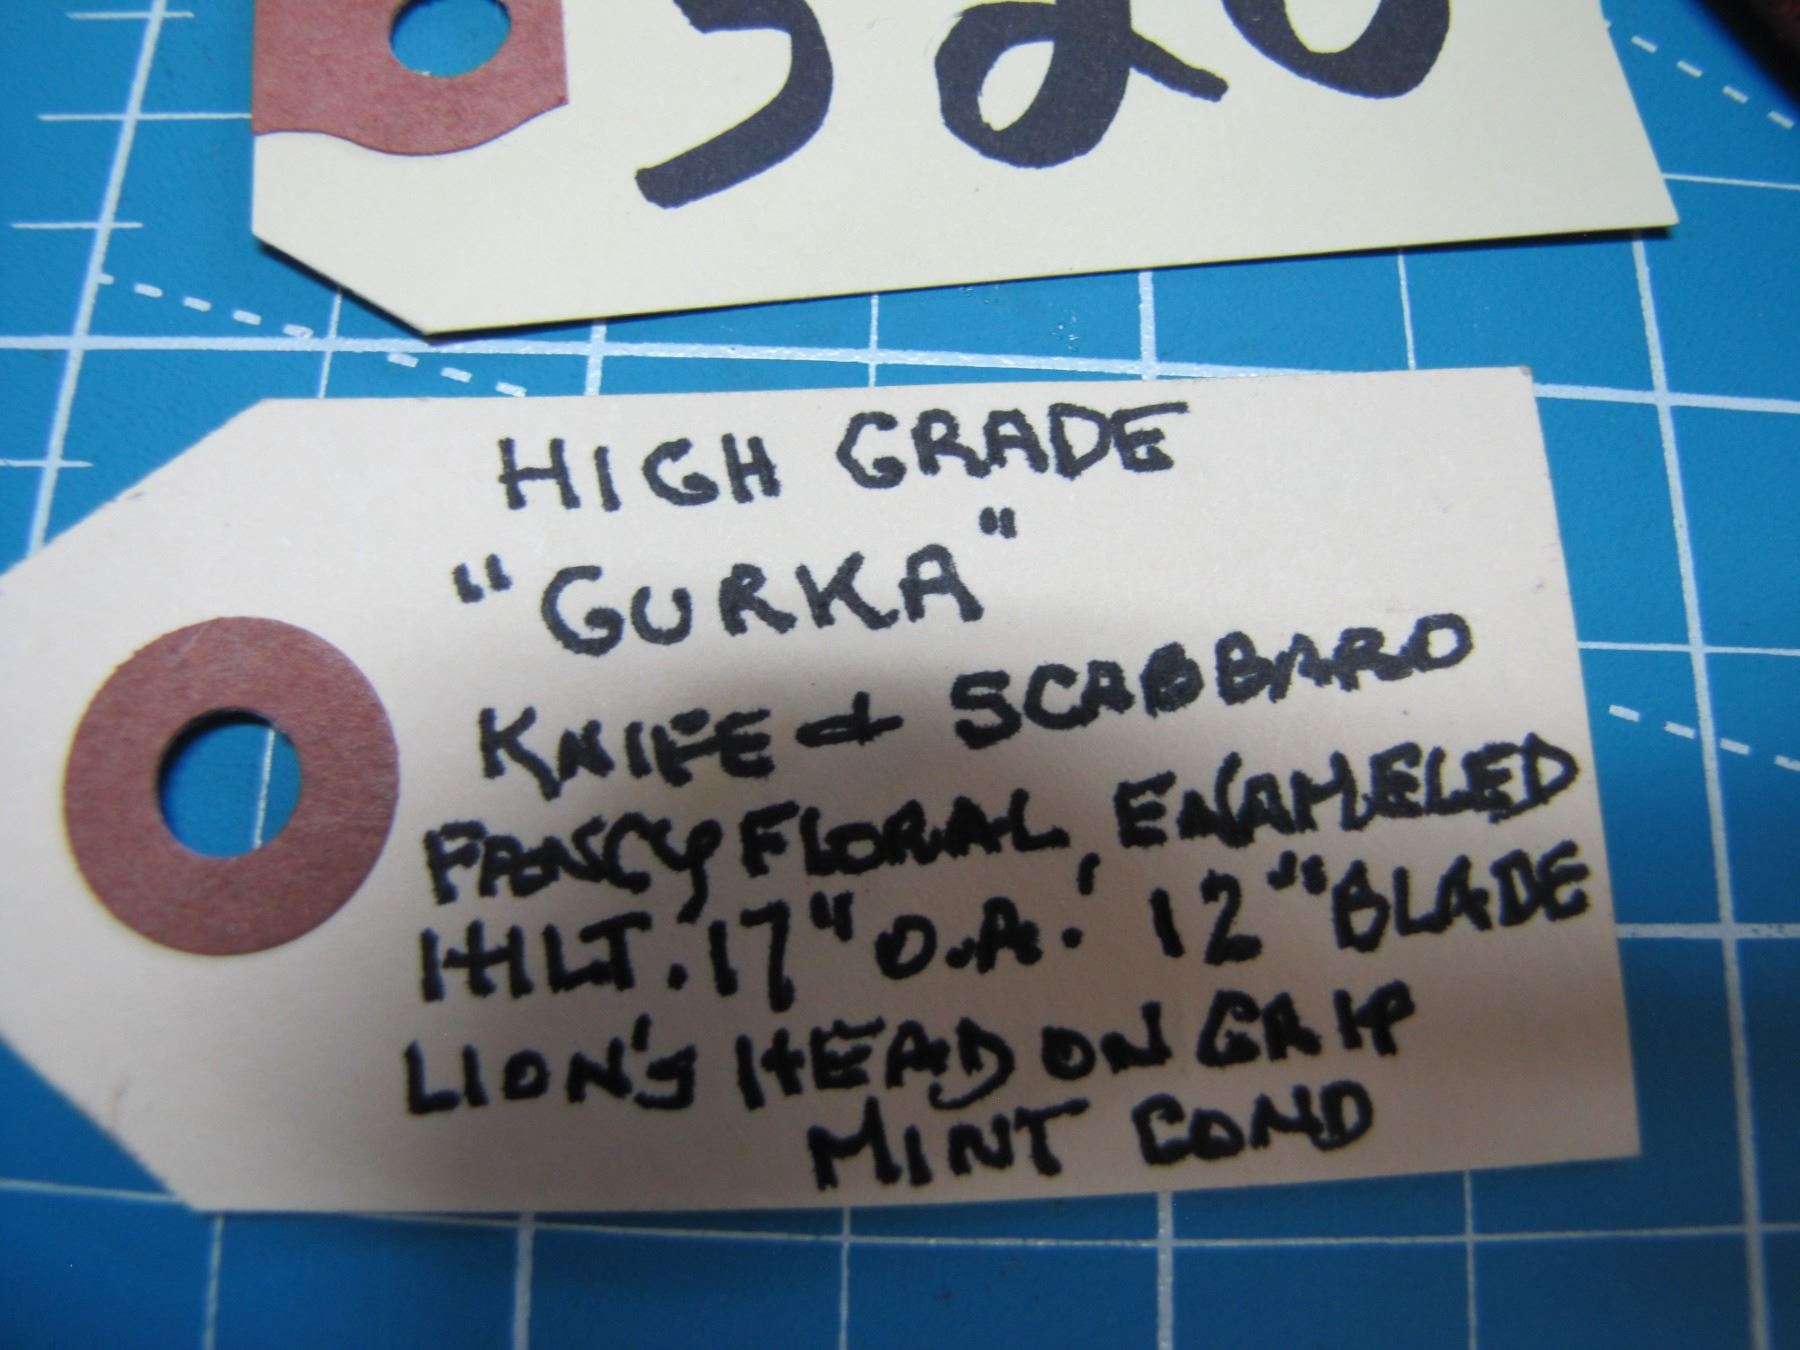 HIGH GRADE
"GURKA"
KNIFE & SCABBARD
FANCY FLORAL, ENAMELED
HILT. 17" O.A. 12" BLADE
LION'S HEAD ON GRIP
MINT COND